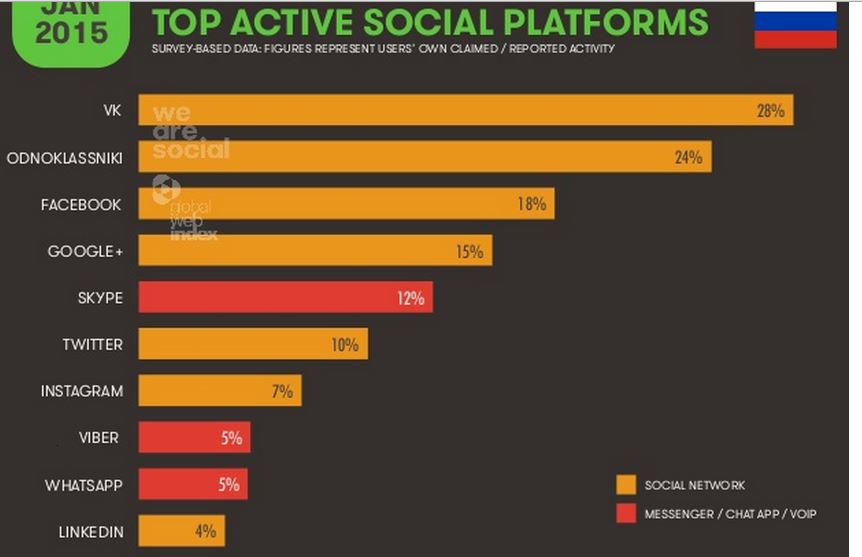 JAN
2015
TOP ACTIVE SOCIAL PLATFORMS
SURVEY-BASED DATA: FIGURES REPRESENT USERS' OWN CLAIMED / REPORTED ACTIVITY
VK 28%
we
are
social
ODNOKLASSNIKI 24%
FACEBOOK 18%
global
web
index
GOOGLE+ 15%
SKYPE 12%
TWITTER 10%
INSTAGRAM 7%
VIBER 5%
WHATSAPP 5%
LINKEDIN 4%
SOCIAL NETWORK
MESSENGER / CHAT APP / VOIP